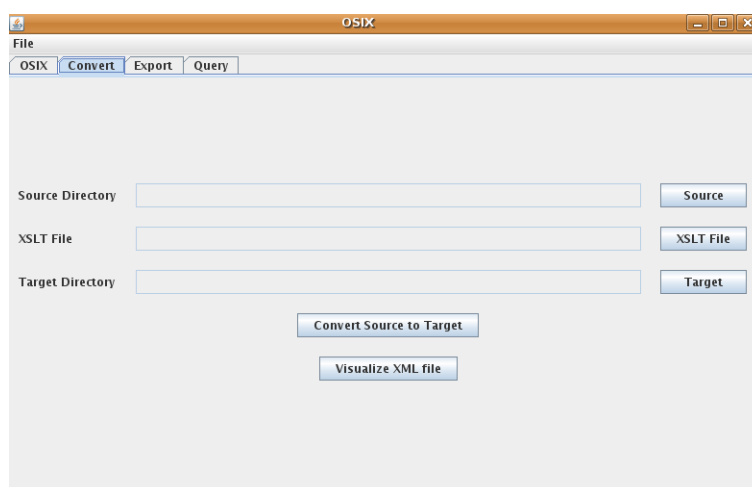 OSIX
File
OSIX Convert Export Query
Source Directory Source
XSLT File XSLT File
Target Directory Target
Convert Source to Target
Visualize XML file